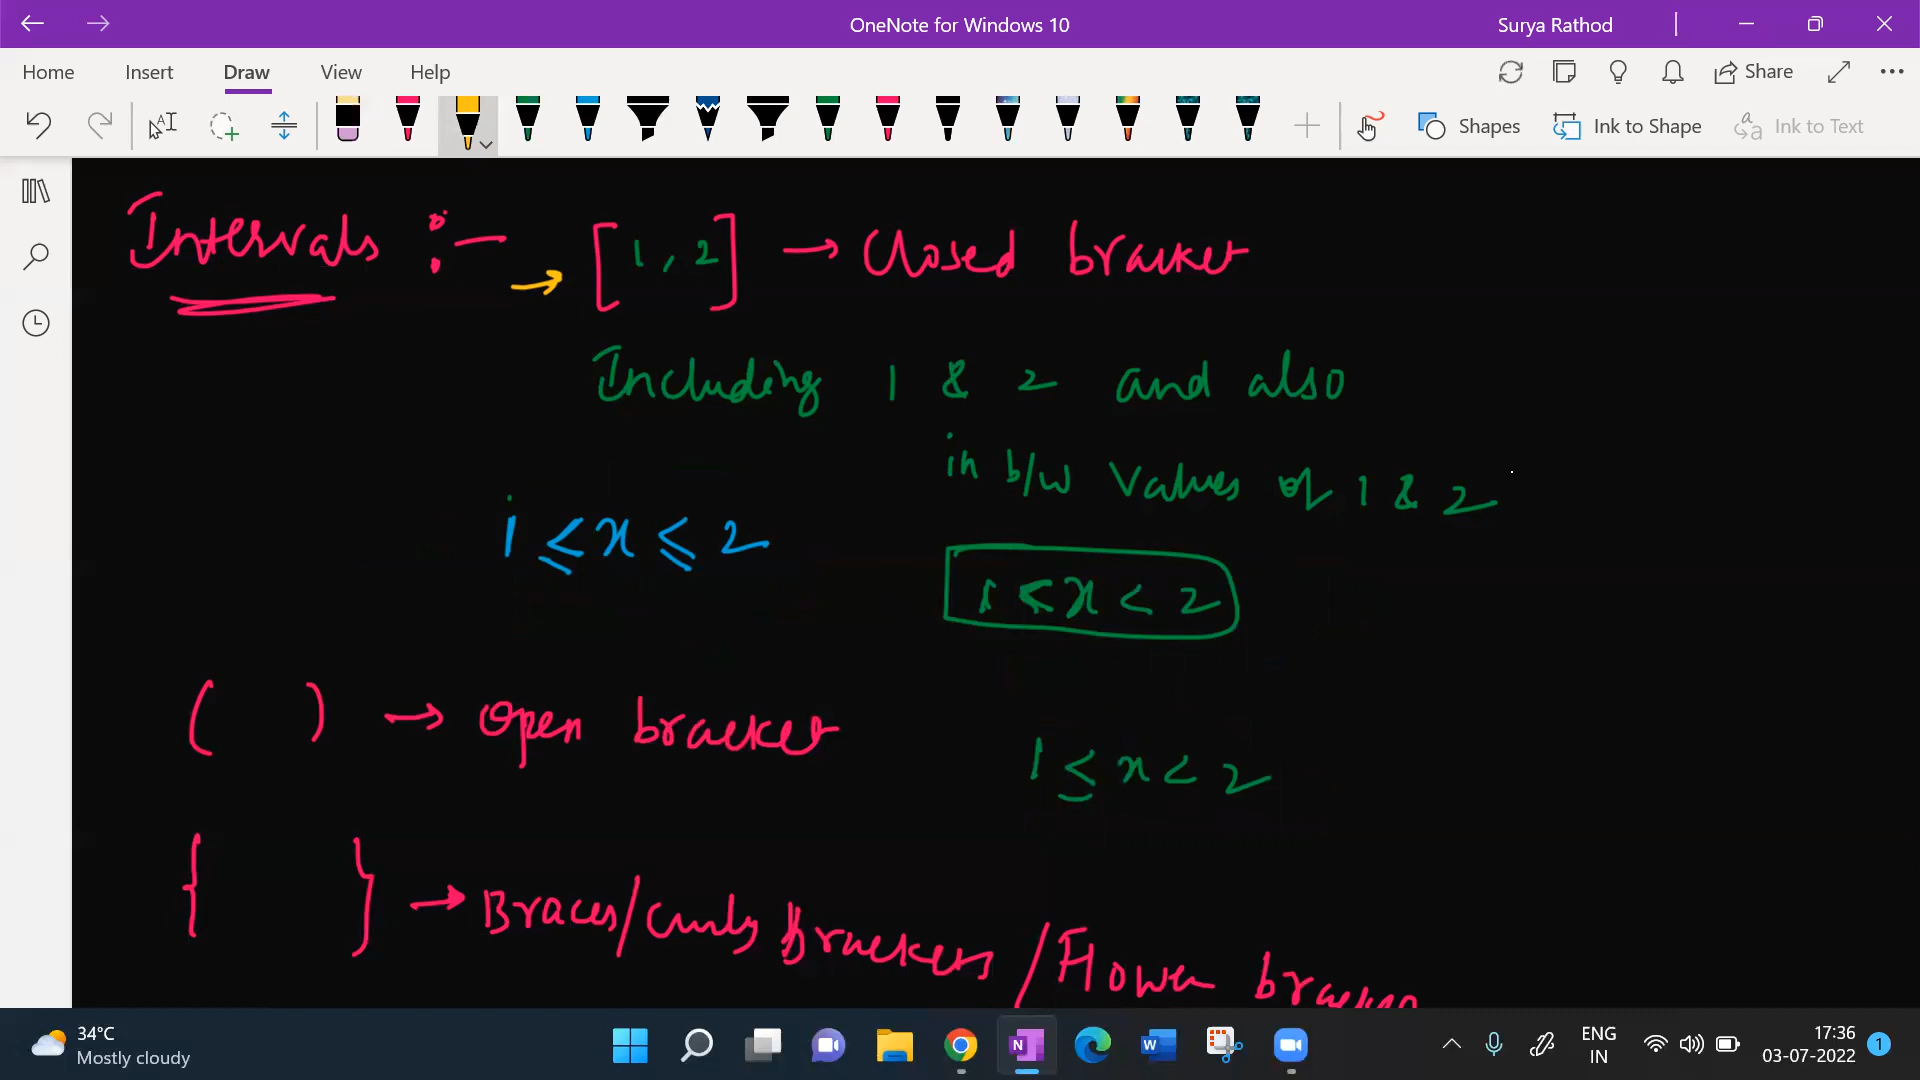 OneNote for Windows 10
Surya Rathod
Home Insert Draw View Help
Share
Shapes Ink to Shape Ink to Text
Intervals :- → [1, 2] → Closed bracket
Including 1 & 2 and also
in b/w Values of 1 & 2
1 ≤ x ≤ 2
1 < x < 2
( ) → Open bracket
1 ≤ x < 2
{ } → Braces/Curly Brackets / Flower
34°C
Mostly cloudy
ENG
IN
17:36
03-07-2022
1